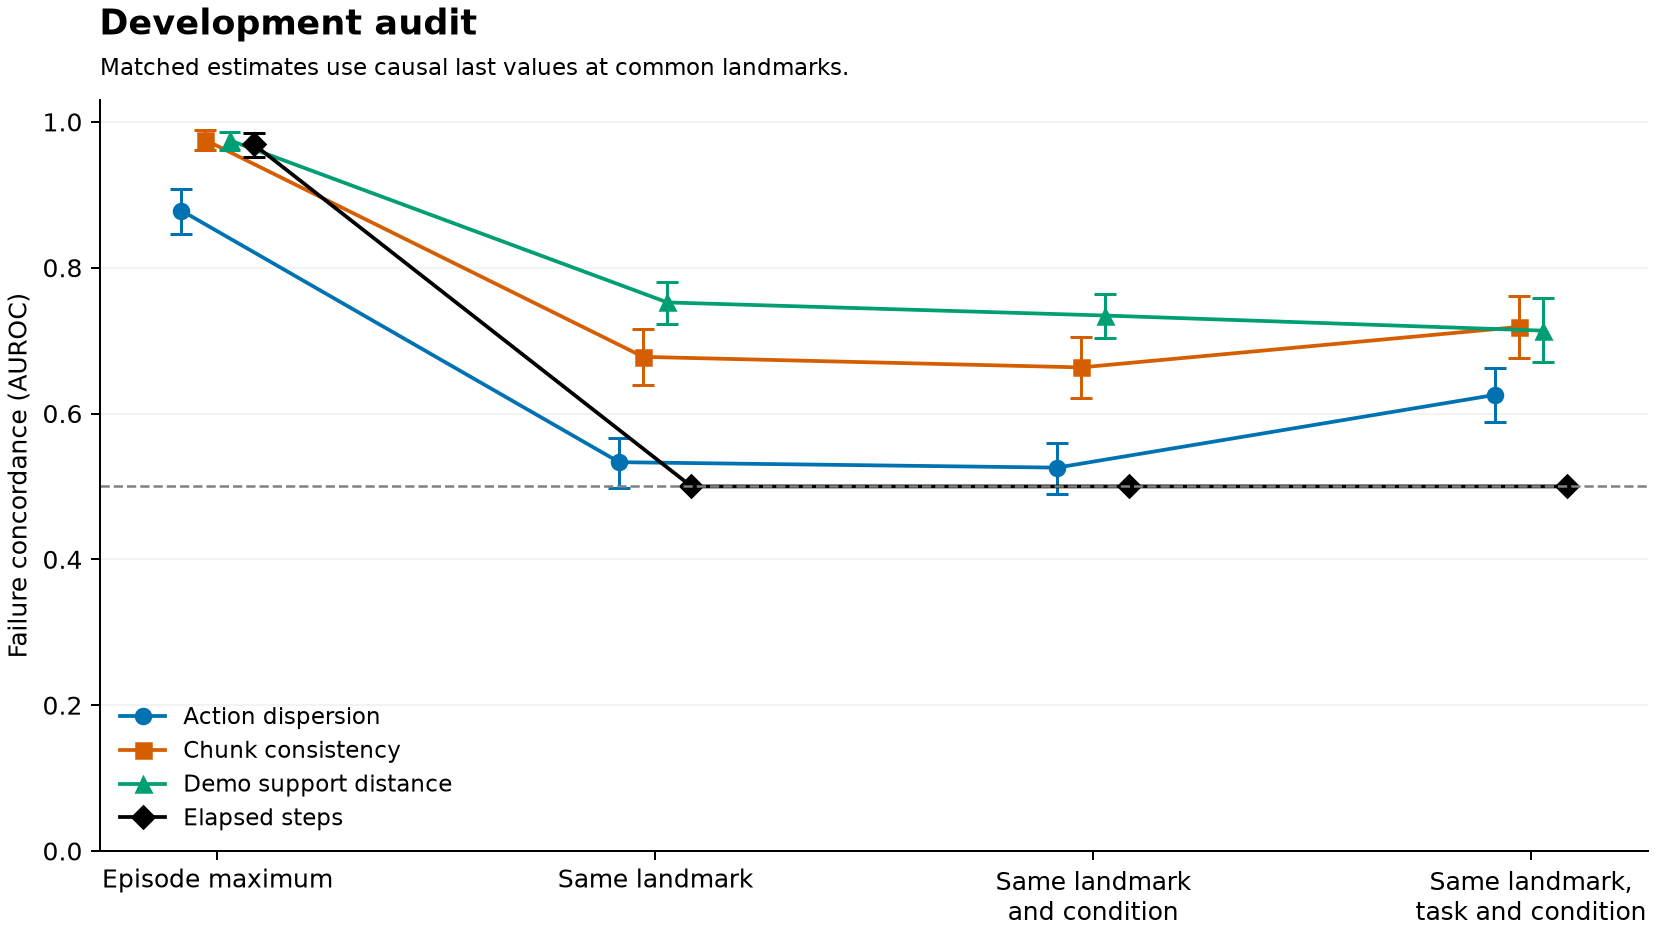 Development audit
Matched estimates use causal last values at common landmarks.
Failure concordance (AUROC)
1.0
0.8
0.6
0.4
0.2
0.0
Action dispersion
Chunk consistency
Demo support distance
Elapsed steps
Episode maximum
Same landmark
Same landmark
and condition
Same landmark,
task and condition